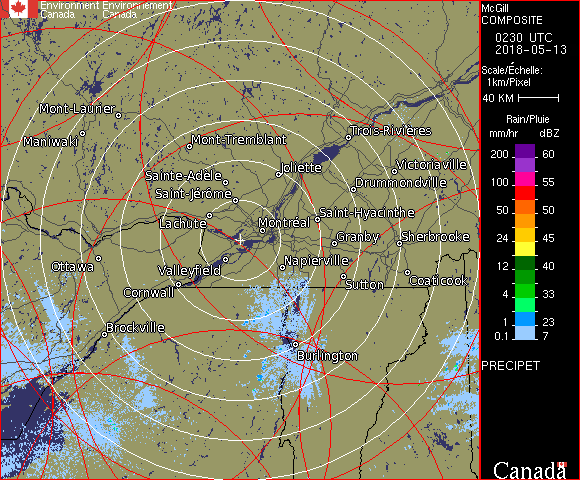 Environment Environnement
Canada Canada
McGill
COMPOSITE
0230 UTC
2018-05-13
Scale/Échelle:
1km/Pixel
40 KM
Rain/Pluie
mm/hr dBZ
200 60
100 55
50 50
24 45
12 40
4 33
1 23
0.1 7
PRECIPET
Canada
Mont-Laurier
Maniwaki
Mont-Tremblant
Trois-Rivières
Sainte-Adèle
Joliette
Victoriaville
Saint-Jérôme
Drummondville
Lachute
Montréal
Saint-Hyacinthe
Granby
Sherbrooke
Ottawa
Valleyfield
Napierville
Cornwall
Sutton
Coaticook
Brockville
Burlington